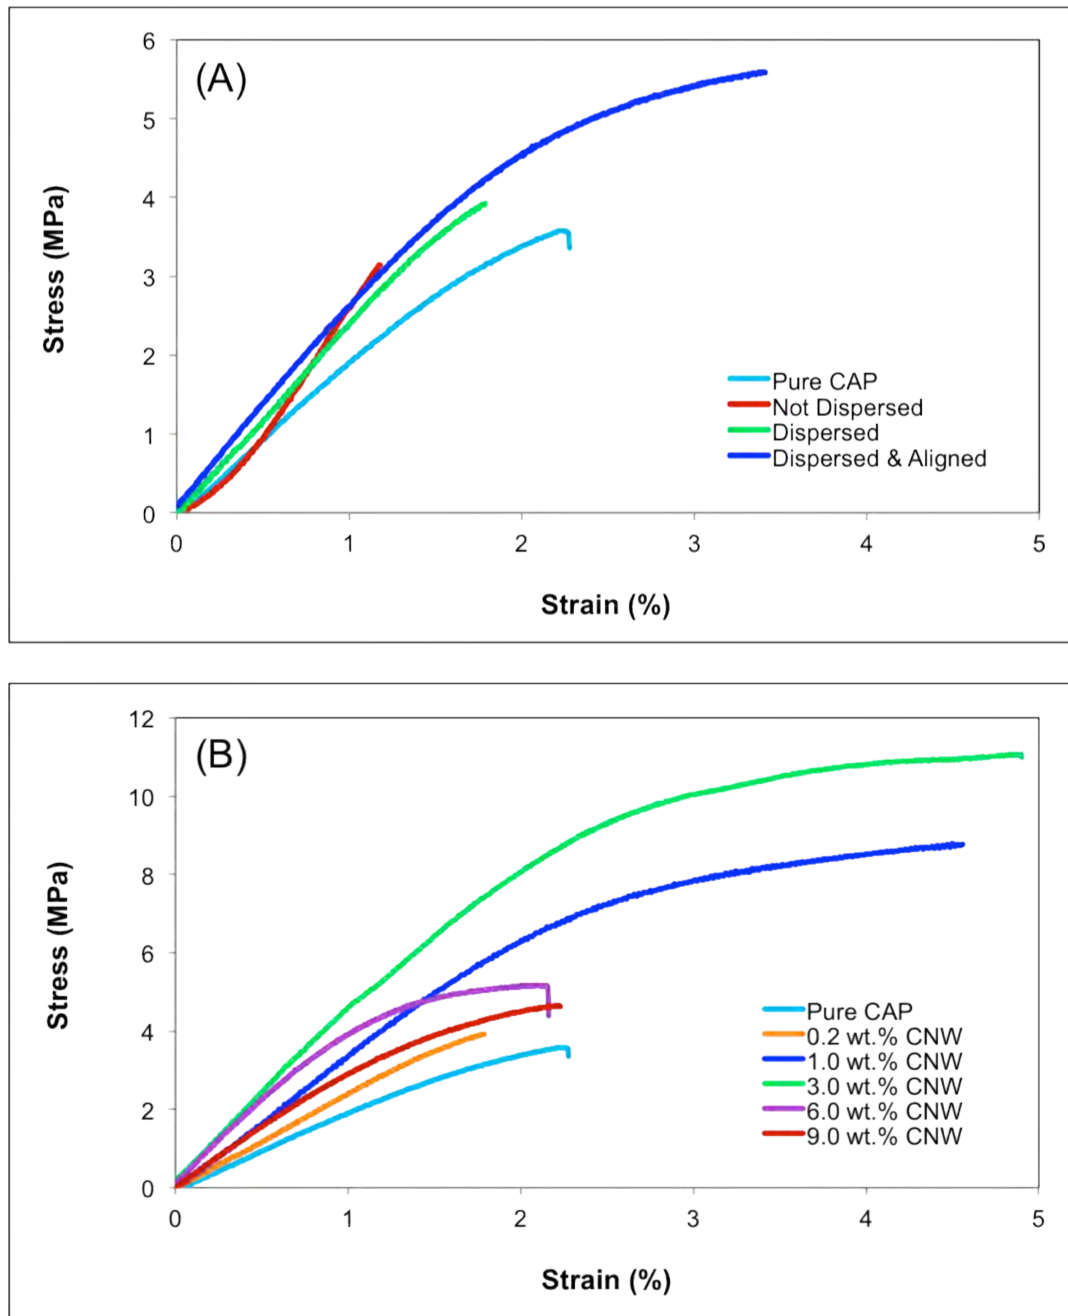 (A)
6
5
4
3
2
1
0
Stress (MPa)
Pure CAP
Not Dispersed
Dispersed
Dispersed & Aligned
0 1 2 3 4 5
Strain (%)
(B)
12
10
8
6
4
2
0
Stress (MPa)
Pure CAP
0.2 wt.% CNW
1.0 wt.% CNW
3.0 wt.% CNW
6.0 wt.% CNW
9.0 wt.% CNW
0 1 2 3 4 5
Strain (%)